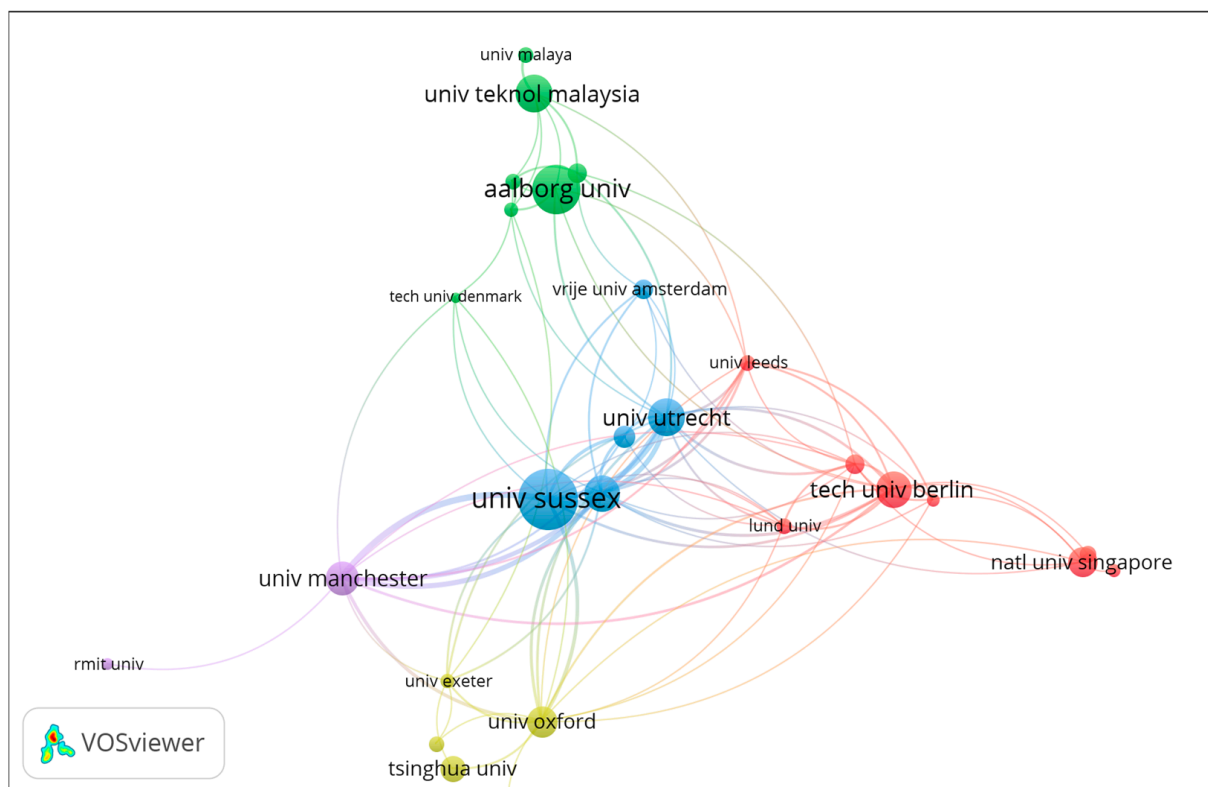 univ malaya
univ teknol malaysia
aalborg univ
vrije univ amsterdam
tech univ denmark
univ leeds
univ utrecht
tech univ berlin
univ sussex
lund univ
natl univ singapore
univ manchester
rmit univ
univ exeter
univ oxford
tsinghua univ
VOSviewer